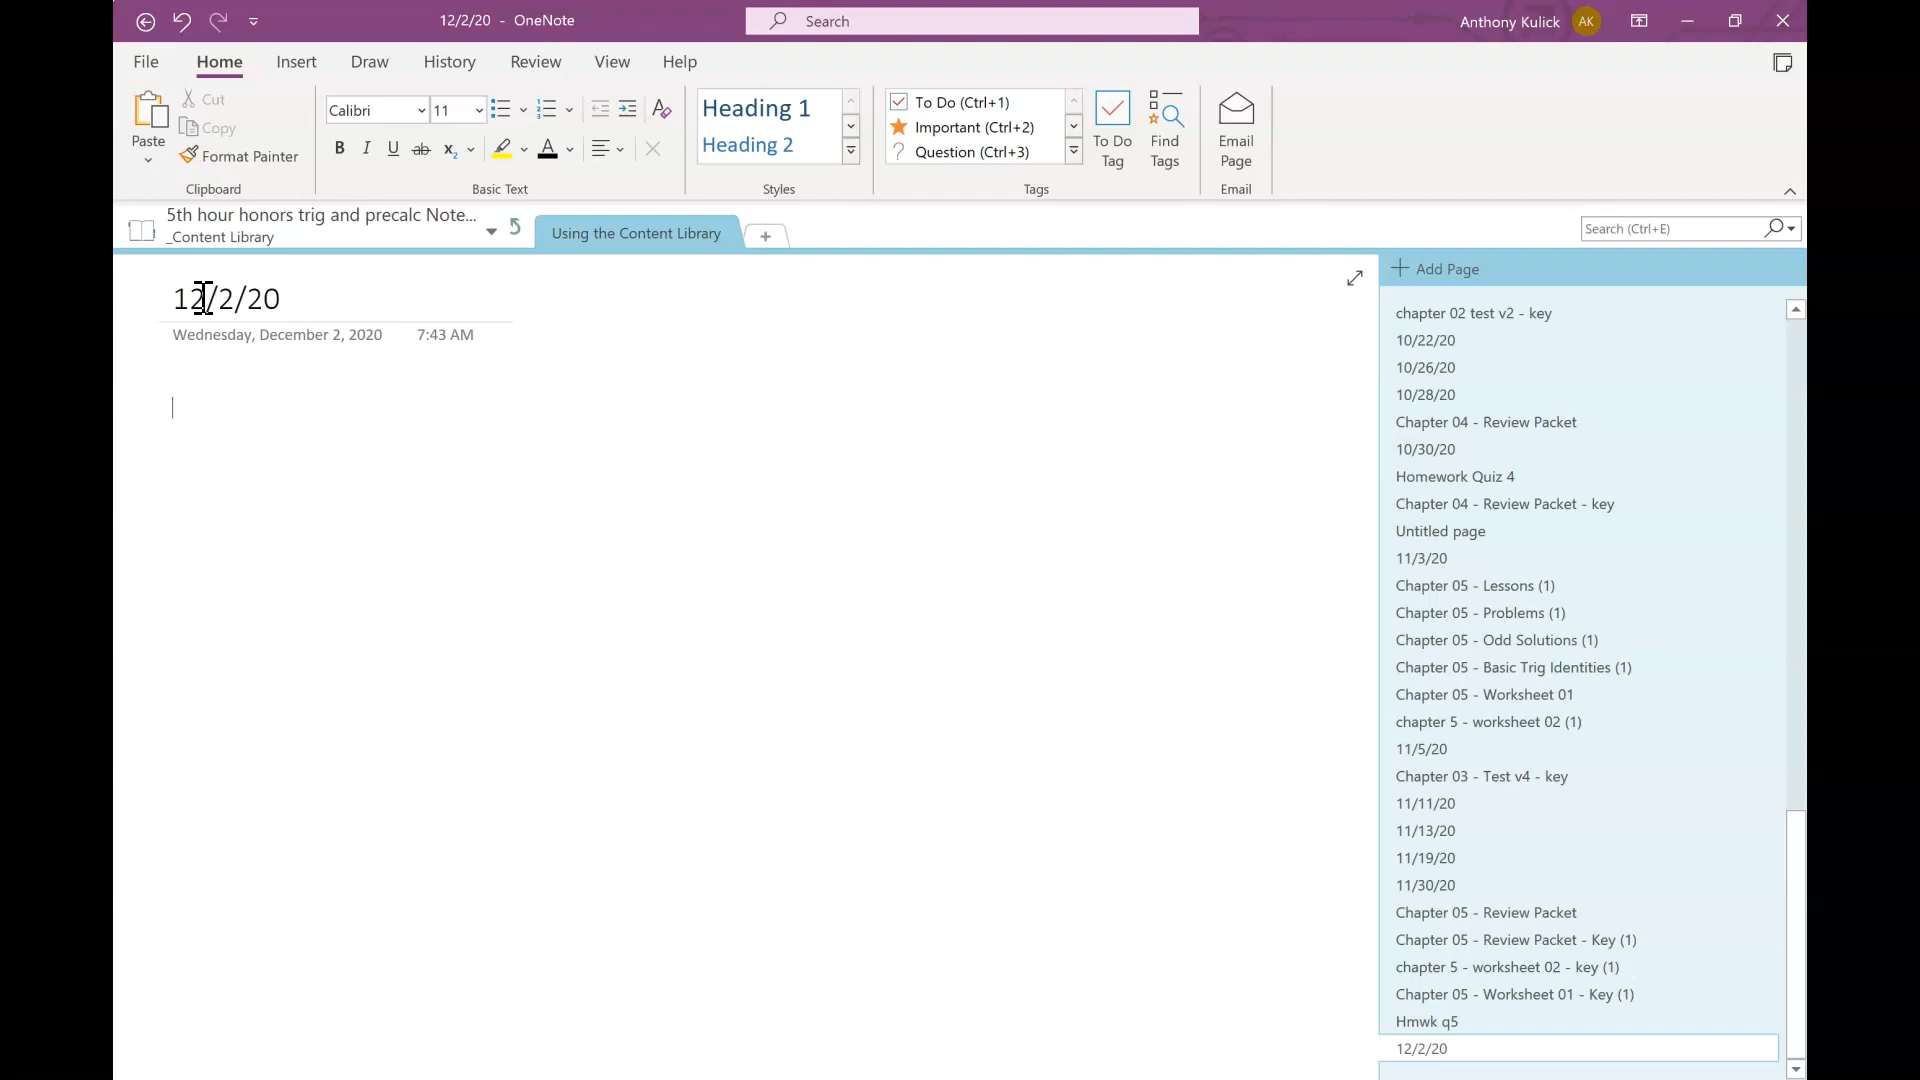 12/2/20 - OneNote
Search
Anthony Kulick
AK
File Home Insert Draw History Review View Help
Paste
Cut
Copy
Format Painter
Clipboard
Calibri
11
B I U ab x₂ A
Basic Text
Heading 1
Heading 2
Styles
To Do (Ctrl+1)
Important (Ctrl+2)
Question (Ctrl+3)
To Do
Tag
Find
Tags
Tags
Email
Page
Email
5th hour honors trig and precalc Note...
_Content Library
Using the Content Library
Search (Ctrl+E)
12/2/20
Wednesday, December 2, 2020 7:43 AM
Add Page
chapter 02 test v2 - key
10/22/20
10/26/20
10/28/20
Chapter 04 - Review Packet
10/30/20
Homework Quiz 4
Chapter 04 - Review Packet - key
Untitled page
11/3/20
Chapter 05 - Lessons (1)
Chapter 05 - Problems (1)
Chapter 05 - Odd Solutions (1)
Chapter 05 - Basic Trig Identities (1)
Chapter 05 - Worksheet 01
chapter 5 - worksheet 02 (1)
11/5/20
Chapter 03 - Test v4 - key
11/11/20
11/13/20
11/19/20
11/30/20
Chapter 05 - Review Packet
Chapter 05 - Review Packet - Key (1)
chapter 5 - worksheet 02 - key (1)
Chapter 05 - Worksheet 01 - Key (1)
Hmwk q5
12/2/20